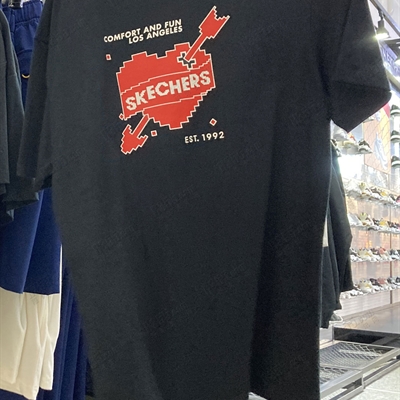 COMFORT AND FUN
LOS ANGELES
SKECHERS
EST. 1992